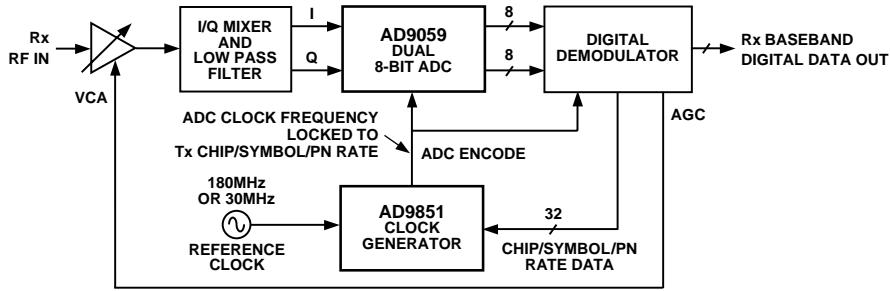 Rx
RF IN
VCA
I/Q MIXER
AND
LOW PASS
FILTER
I
Q
AD9059
DUAL
8-BIT ADC
8
8
DIGITAL
DEMODULATOR
Rx BASEBAND
DIGITAL DATA OUT
AGC
ADC CLOCK FREQUENCY
LOCKED TO
Tx CHIP/SYMBOL/PN RATE
ADC ENCODE
180MHz
OR 30MHz
REFERENCE
CLOCK
AD9851
CLOCK
GENERATOR
32
CHIP/SYMBOL/PN
RATE DATA